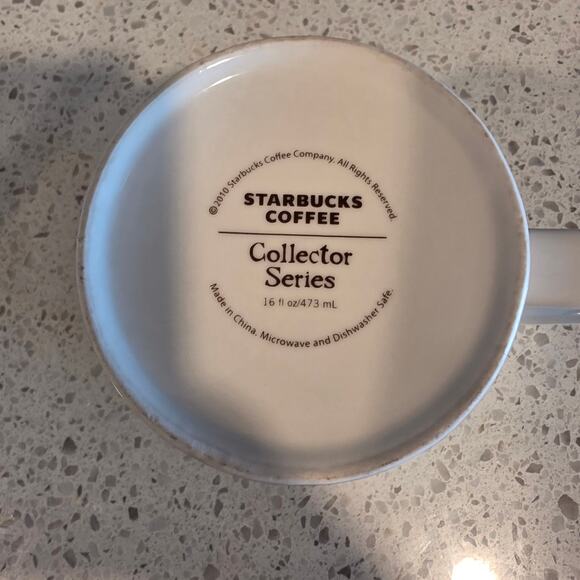 ©2010 Starbucks Coffee Company. All Rights Reserved.
STARBUCKS
COFFEE
Collector
Series
16 fl oz/473 mL
Made in China. Microwave and Dishwasher Safe.